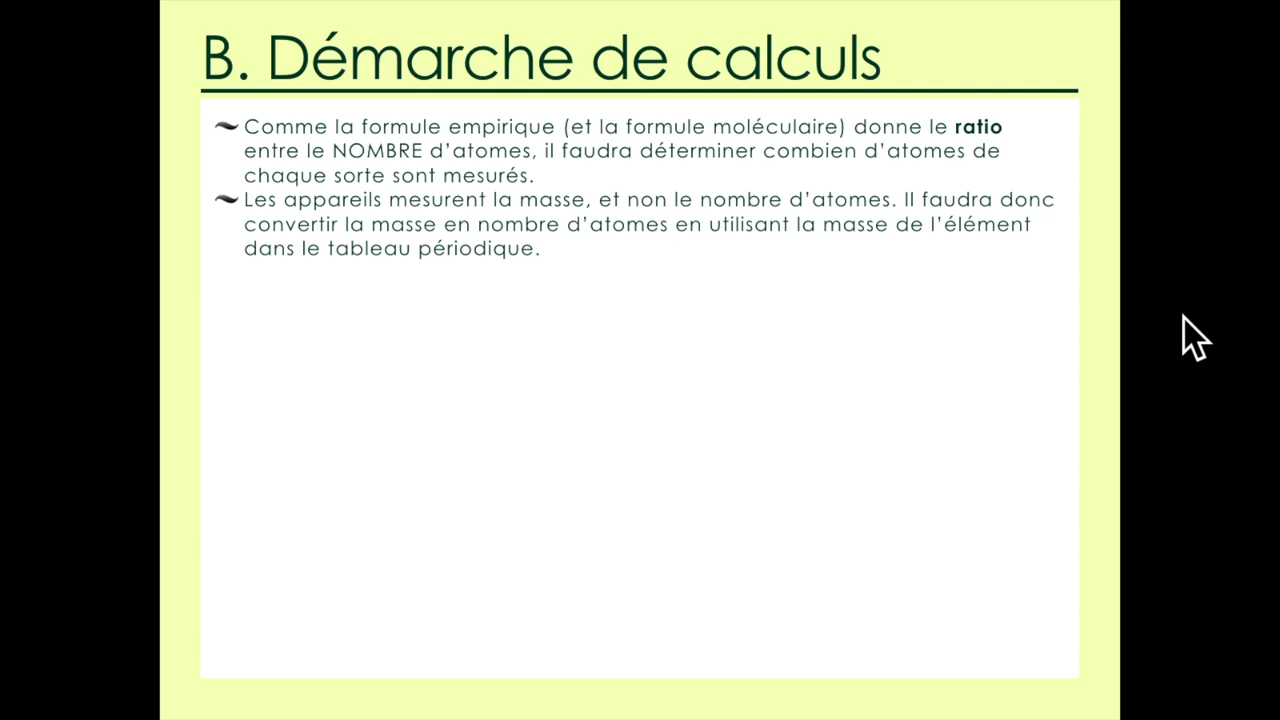 B. Démarche de calculs
Comme la formule empirique (et la formule moléculaire) donne le ratio
entre le NOMBRE d’atomes, il faudra déterminer combien d’atomes de
chaque sorte sont mesurés.
Les appareils mesurent la masse, et non le nombre d’atomes. Il faudra donc
convertir la masse en nombre d’atomes en utilisant la masse de l’élément
dans le tableau périodique.